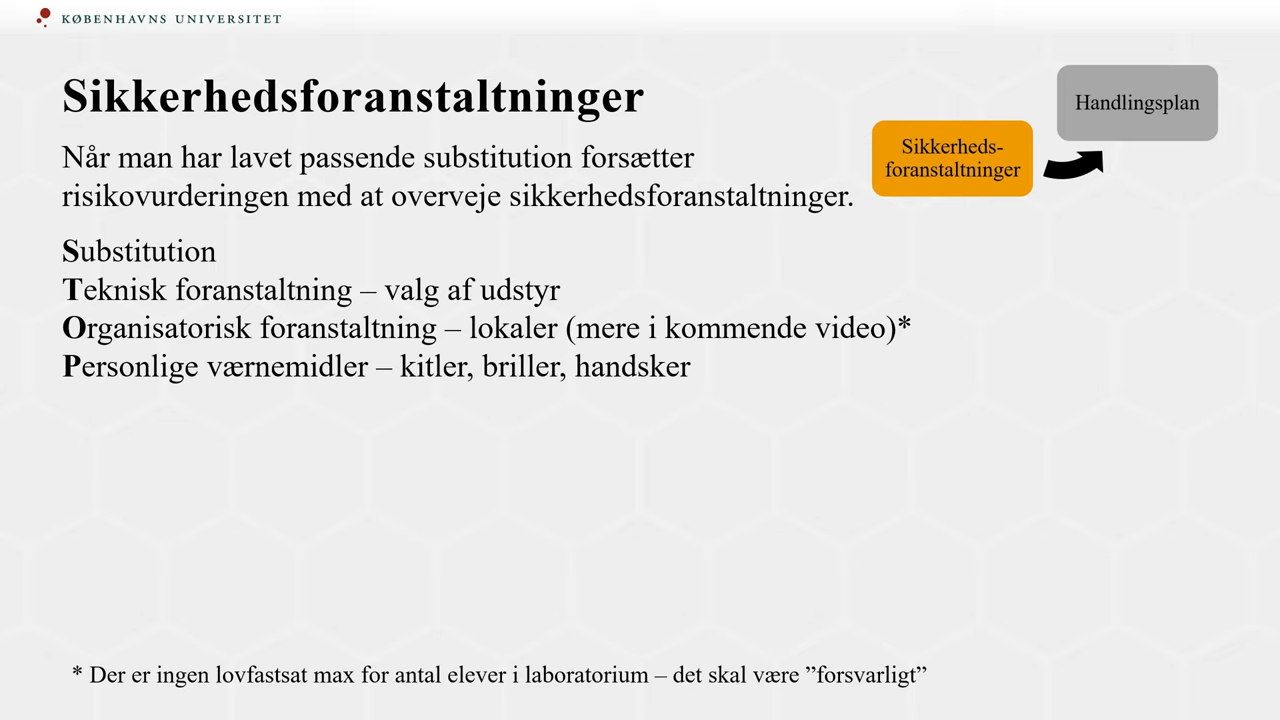 KØBENHAVNS UNIVERSITET
Sikkerhedsforanstaltninger
Når man har lavet passende substitution forsætter
risikovurderingen med at overveje sikkerhedsforanstaltninger.
Handlingsplan
Sikkerheds-
foranstaltninger
Substitution
Teknisk foranstaltning – valg af udstyr
Organisatorisk foranstaltning – lokaler (mere i kommende video)*
Personlige værnemidler – kitler, briller, handsker
* Der er ingen lovfastsat max for antal elever i laboratorium – det skal være ”forsvarligt”